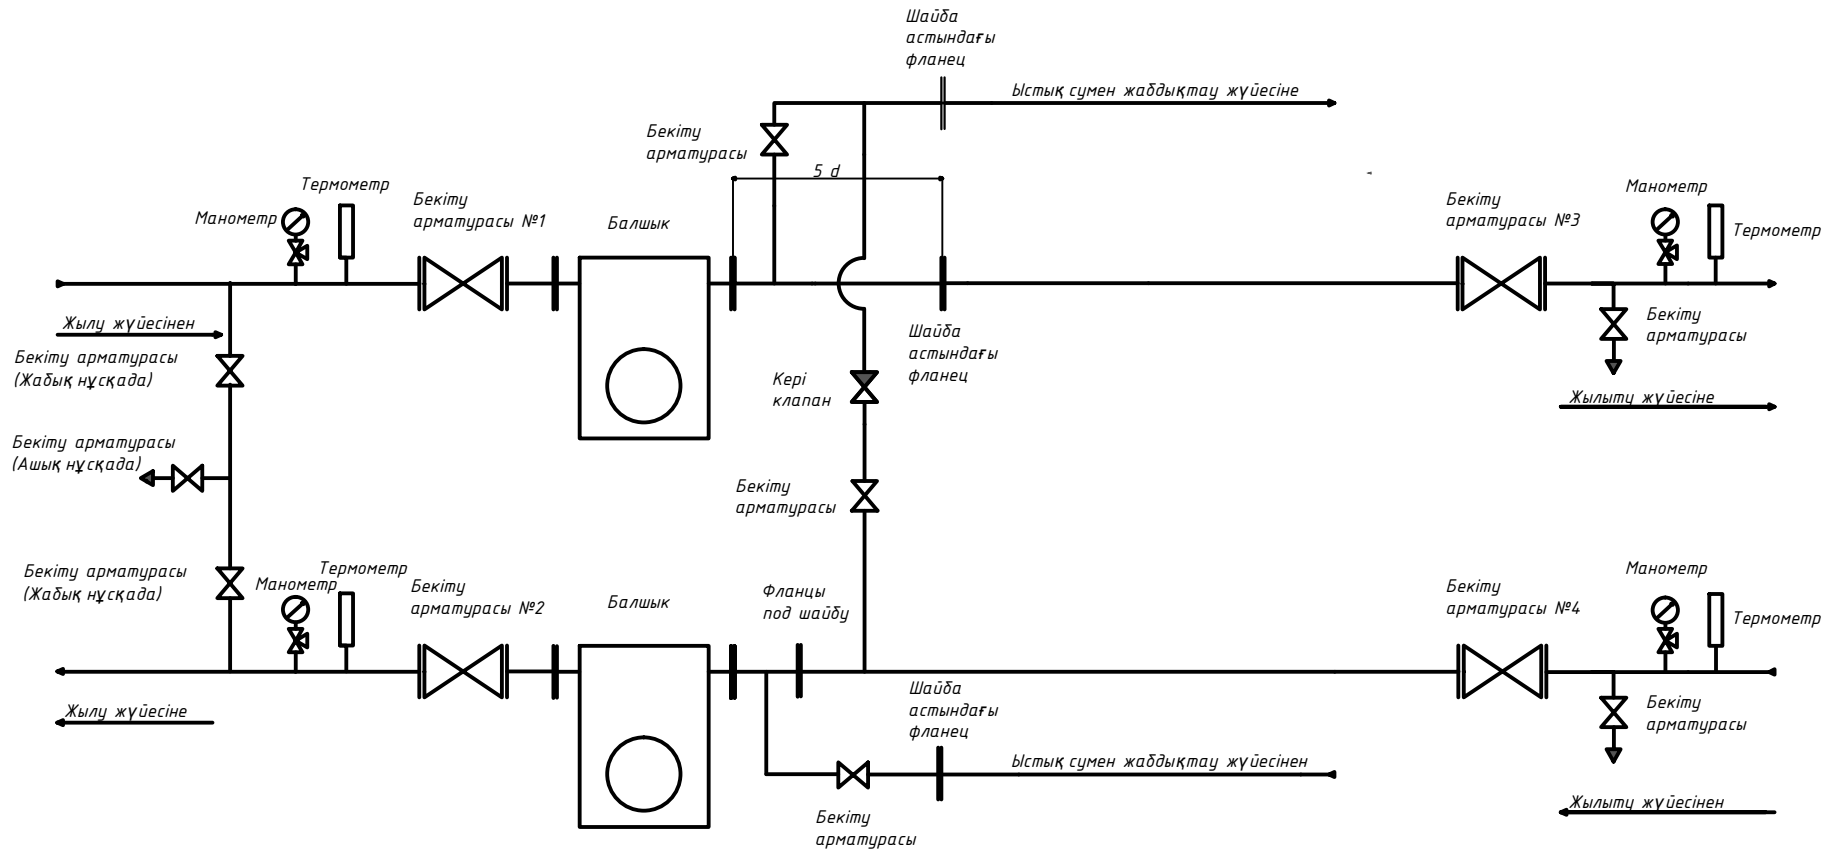 Шайба
астындағы
фланец
Ыстық сумен жабдықтау жүйесіне
Бекіту
арматурасы
5 d
Термометр
Манометр
Бекіту
арматурасы №1
Балшык
Бекіту
арматурасы №3
Манометр
Термометр
Жылу жүйесінен
Бекіту арматурасы
(Жабық нұсқада)
Шайба
астындағы
фланец
Бекіту
арматурасы
Кері
клапан
Жылыту жүйесіне
Бекіту арматурасы
(Ашық нұсқада)
Бекіту
арматурасы
Бекіту арматурасы
(Жабық нұсқада)
Манометр
Термометр
Бекіту
арматурасы №2
Балшык
Фланцы
под шайбу
Бекіту
арматурасы №4
Манометр
Термометр
Жылу жүйесіне
Шайба
астындағы
фланец
Бекіту
арматурасы
Ыстық сумен жабдықтау жүйесінен
Бекіту
арматурасы
Жылыту жүйесінен